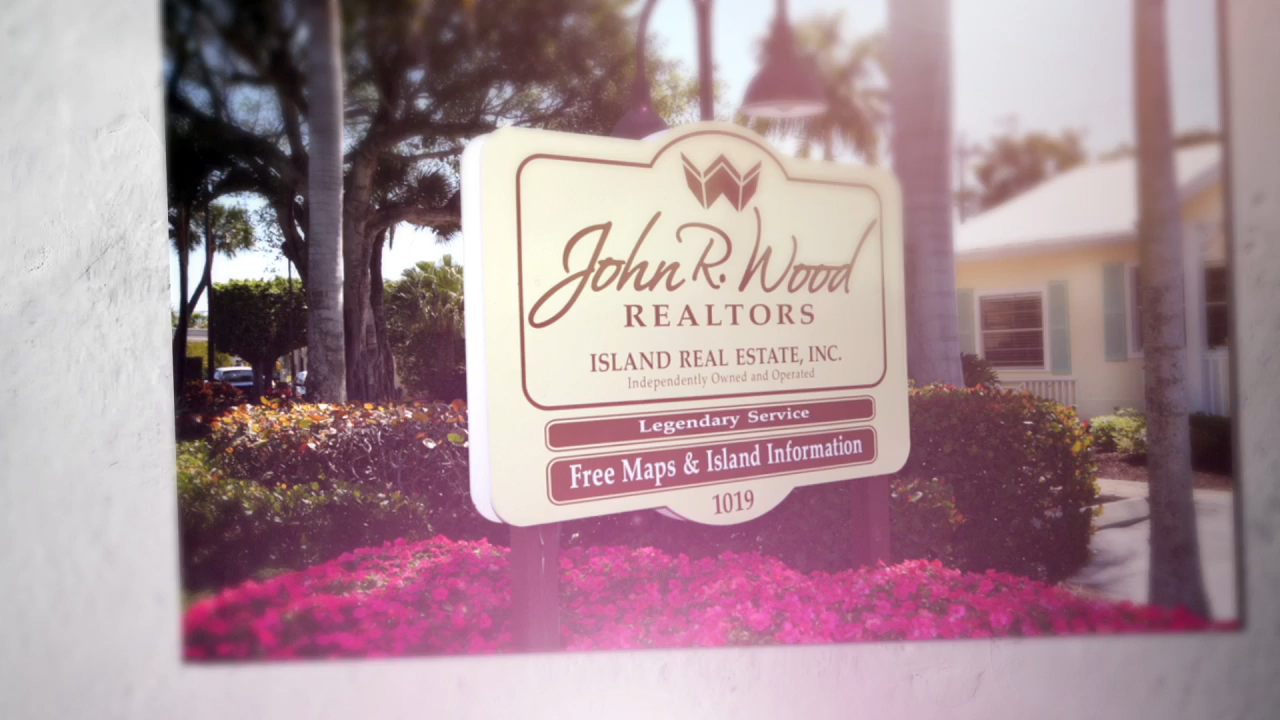 John R. Wood
REALTORS
ISLAND REAL ESTATE, INC.
Independently Owned and Operated
Legendary Service
Free Maps & Island Information
1019